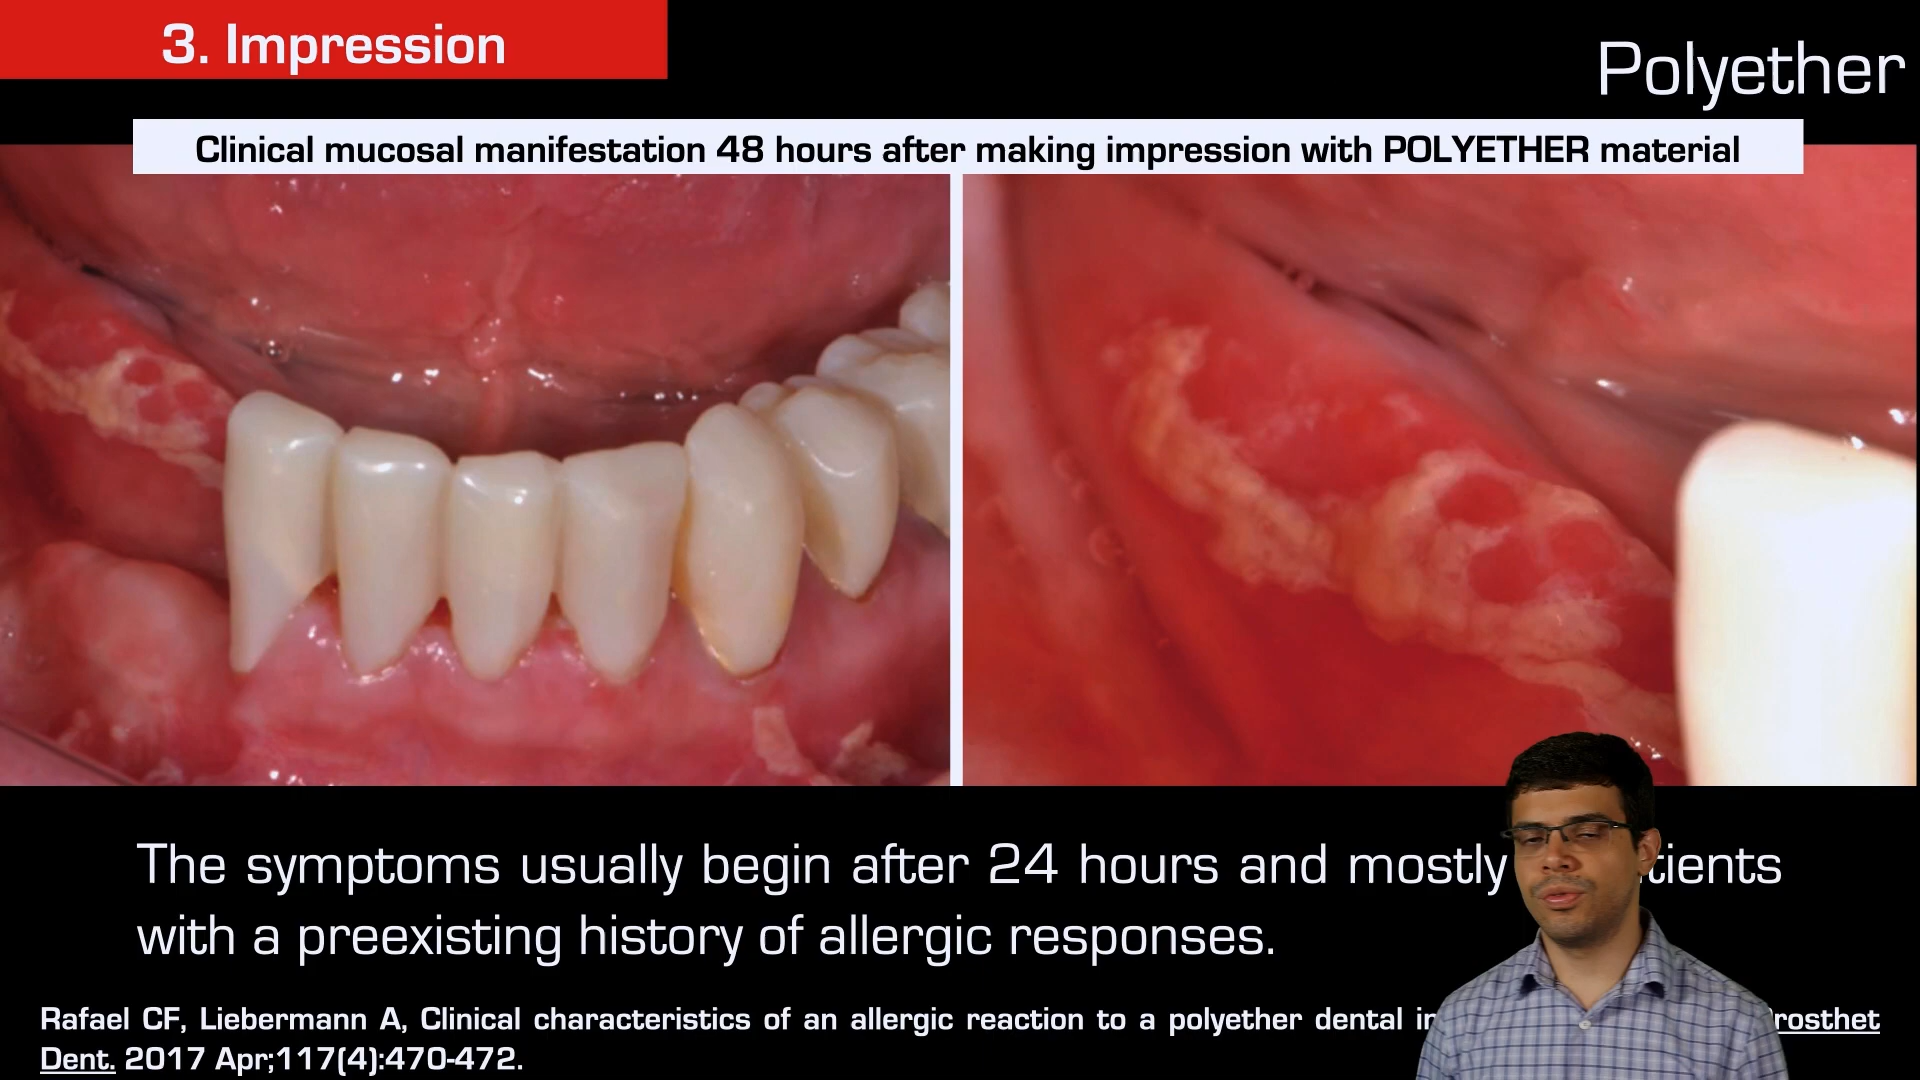 3. Impression
Polyether
Clinical mucosal manifestation 48 hours after making impression with POLYETHER material
The symptoms usually begin after 24 hours and mostly tients
with a preexisting history of allergic responses.
Rafael CF, Liebermann A, Clinical characteristics of an allergic reaction to a polyether dental rosthet
Dent. 2017 Apr;117(4):470-472.